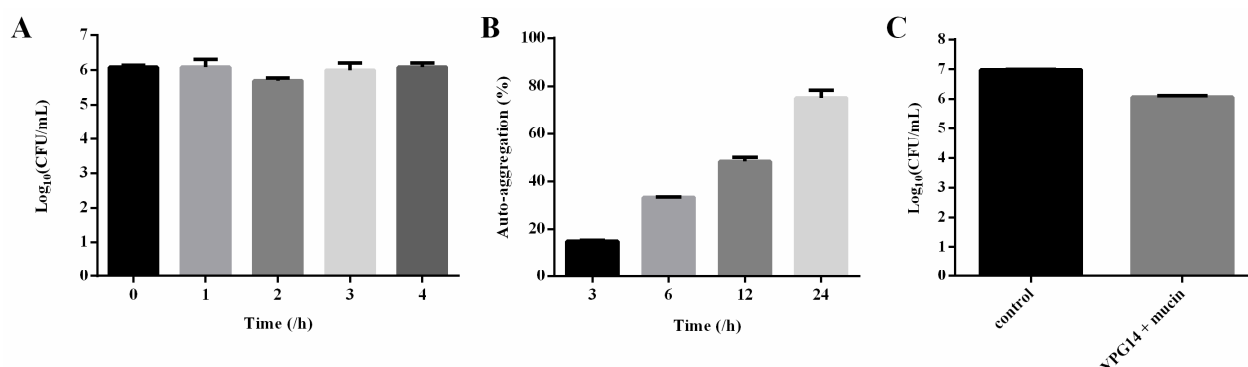 A
B
C
Log10(CFU/mL)
7
6
5
4
3
2
1
0
0 1 2 3 4
Time (/h)
Auto-aggregation (%)
100
80
60
40
20
0
3 6 12 24
Time (/h)
Log10(CFU/mL)
8
7
6
5
4
3
2
1
0
control
YPG14 + mucin